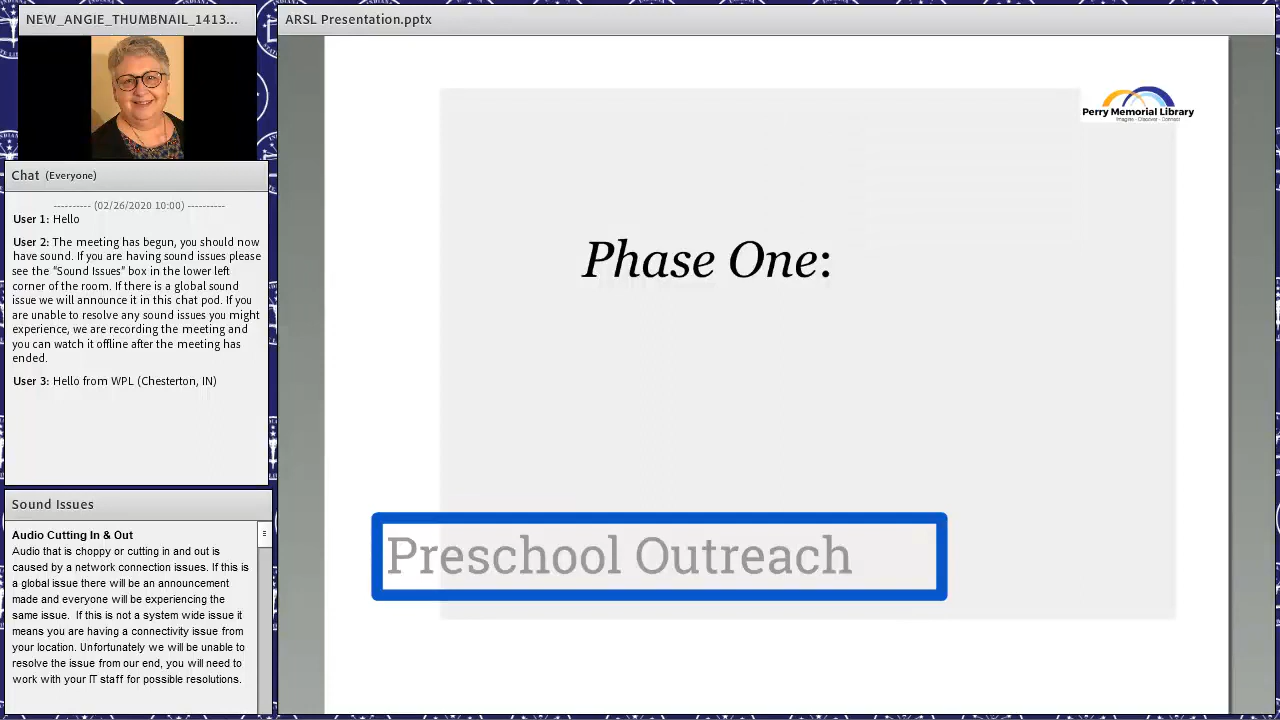 NEW_ANGIE_THUMBNAIL_1413...
ARSL Presentation.pptx
Perry Memorial Library
Imagine - Discover - Connect
Chat (Everyone)
---------- (02/26/2020 10:00) ----------
User 1: Hello
User 2: The meeting has begun, you should now
have sound. If you are having sound issues please
see the "Sound Issues" box in the lower left
corner of the room. If there is a global sound
issue we will announce it in this chat pod. If you
are unable to resolve any sound issues you might
experience, we are recording the meeting and
you can watch it offline after the meeting has
ended.
User 3: Hello from WPL (Chesterton, IN)
Phase One:
Preschool Outreach
Sound Issues
Audio Cutting In & Out
Audio that is choppy or cutting in and out is
caused by a network connection issues. If this is
a global issue there will be an announcement
made and everyone will be experiencing the
same issue.  If this is not a system wide issue it
means you are having a connectivity issue from
your location. Unfortunately we will be unable to
resolve the issue from our end, you will need to
work with your IT staff for possible resolutions.